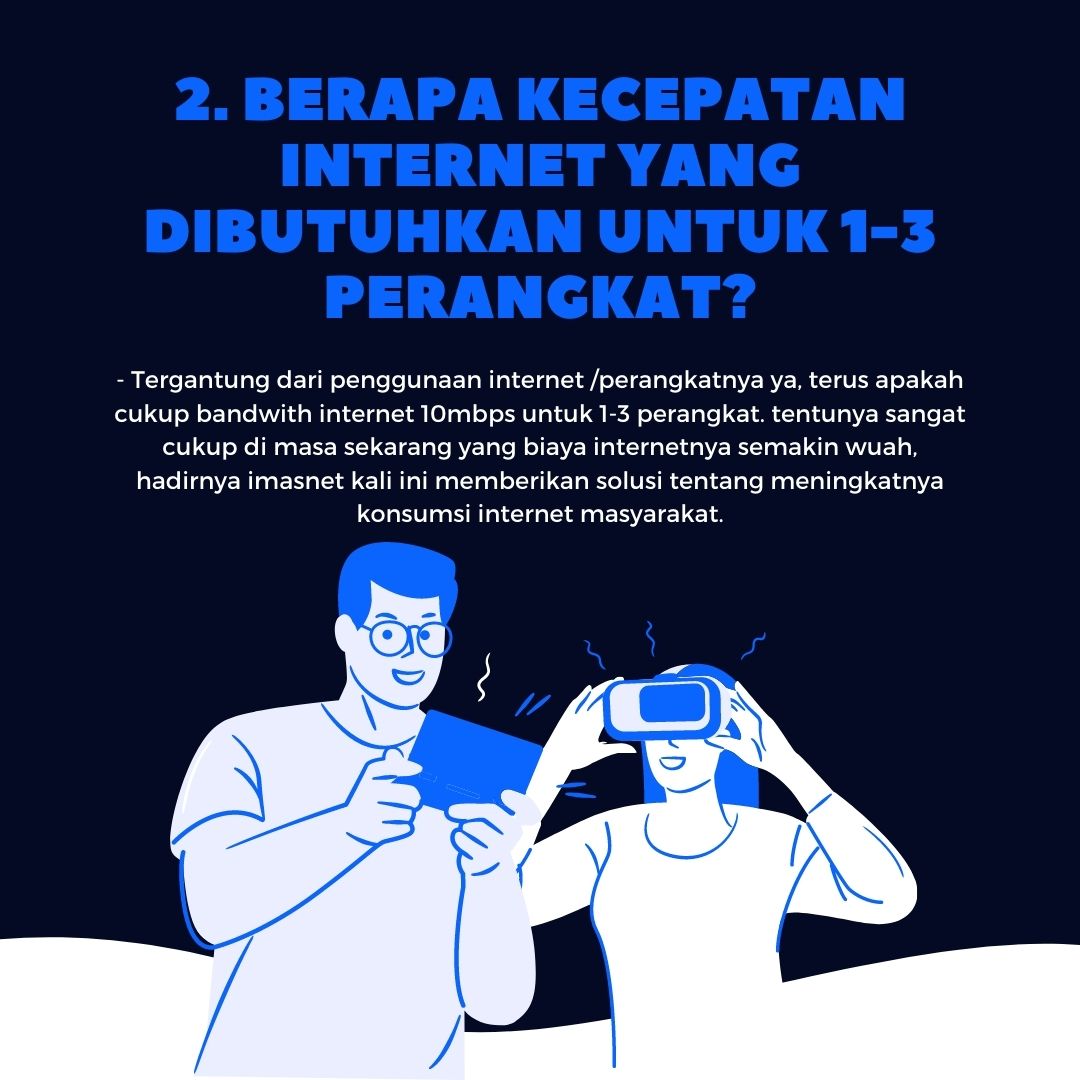 2. BERAPA KECEPATAN
INTERNET YANG
DIBUTUHKAN UNTUK 1-3
PERANGKAT?
- Tergantung dari penggunaan internet /perangkatnya ya, terus apakah
cukup bandwith internet 10mbps untuk 1-3 perangkat. tentunya sangat
cukup di masa sekarang yang biaya internetnya semakin wuah,
hadirnya imasnet kali ini memberikan solusi tentang meningkatnya
konsumsi internet masyarakat.